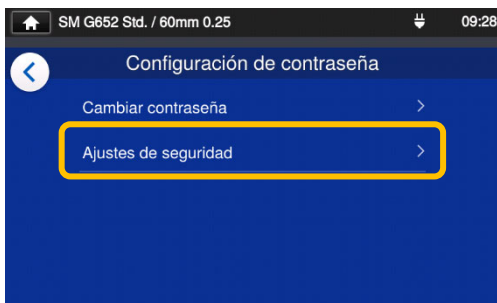 SM G652 Std. / 60mm 0.25 09:28
Configuración de contraseña
Cambiar contraseña >
Ajustes de seguridad >